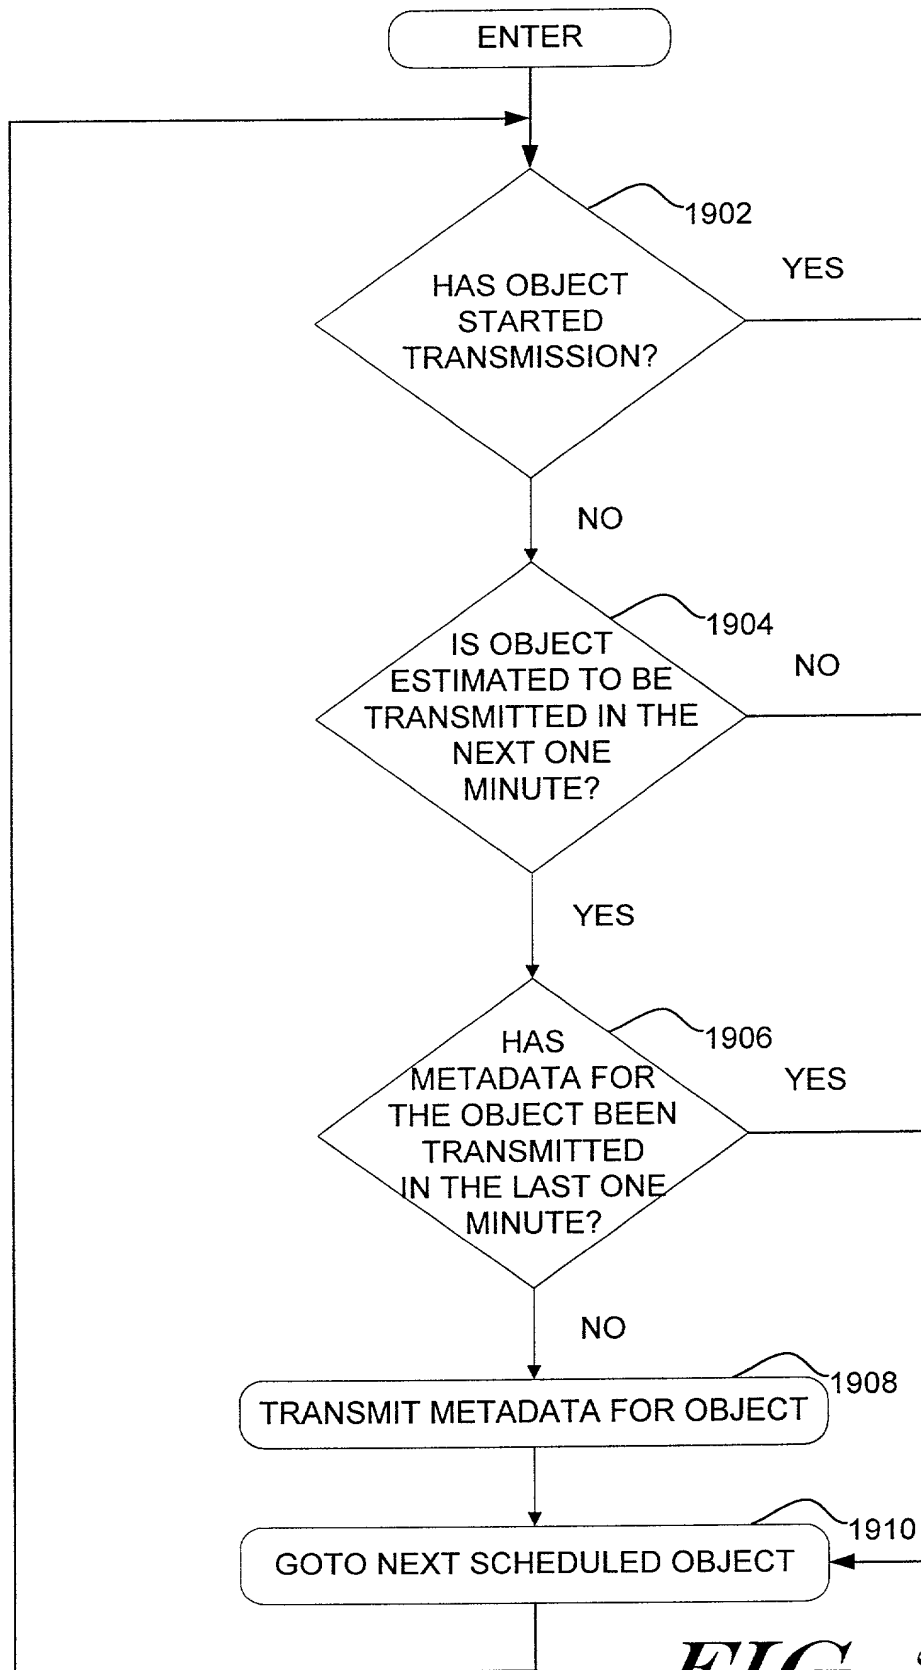 ENTER
1902
YES
HAS OBJECT
STARTED
TRANSMISSION?
NO
1904
NO
IS OBJECT
ESTIMATED TO BE
TRANSMITTED IN THE
NEXT ONE
MINUTE?
YES
1906
YES
HAS
METADATA FOR
THE OBJECT BEEN
TRANSMITTED
IN THE LAST ONE
MINUTE?
NO
1908
TRANSMIT METADATA FOR OBJECT
1910
GOTO NEXT SCHEDULED OBJECT
FIG.